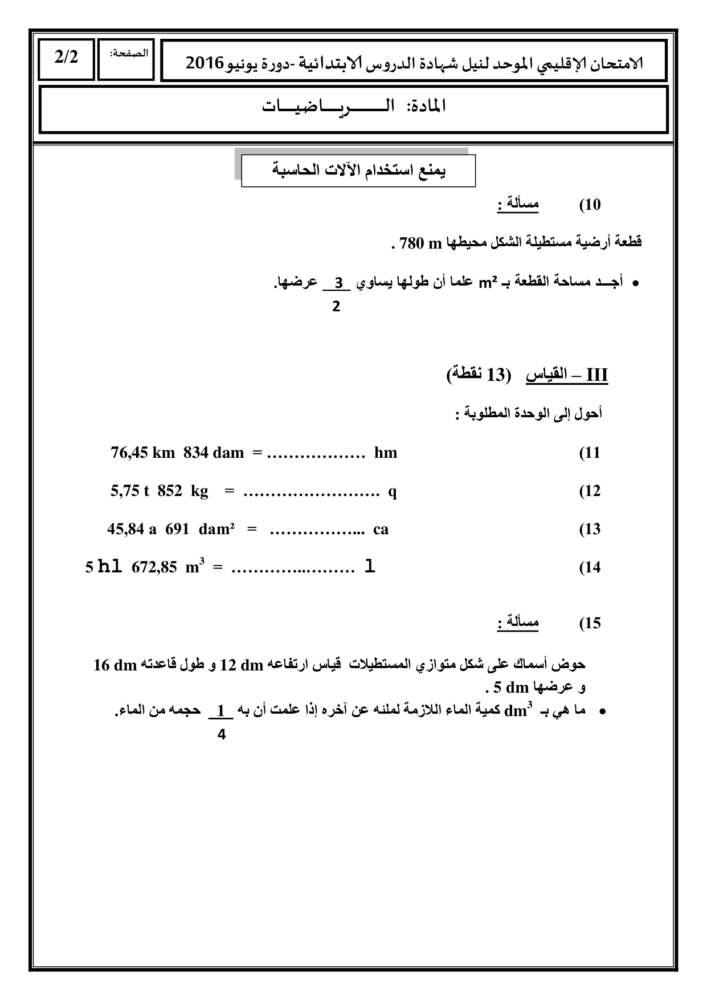 الامتحان الإقليمي الموحد لنيل شهادة الدروس الابتدائية -دورة يونيو 2016
الصفحة:
2/2
المادة: الـــــــريـــاضيـــات
يمنع استخدام الآلات الحاسبة
10) مسألة :
قطعة أرضية مستطيلة الشكل محيطها 780 m .
• أجـــد مساحة القطعة بـ m² علما أن طولها يساوي 3 عرضها.
2
III – القياس (13 نقطة)
أحول إلى الوحدة المطلوبة :
11) 76,45 km 834 dam = ……………… hm
12) 5,75 t 852 kg = ……………………. q
13) 45,84 a 691 dam² = ……………... ca
14) 5 hl 672,85 m³ = …………..……… l
15) مسألة :
حوض أسماك على شكل متوازي المستطيلات قياس ارتفاعه 12 dm و طول قاعدته 16 dm
و عرضها 5 dm .
• ما هي بـ dm³ كمية الماء اللازمة لملئه عن آخره إذا علمت أن به 1 حجمه من الماء.
4